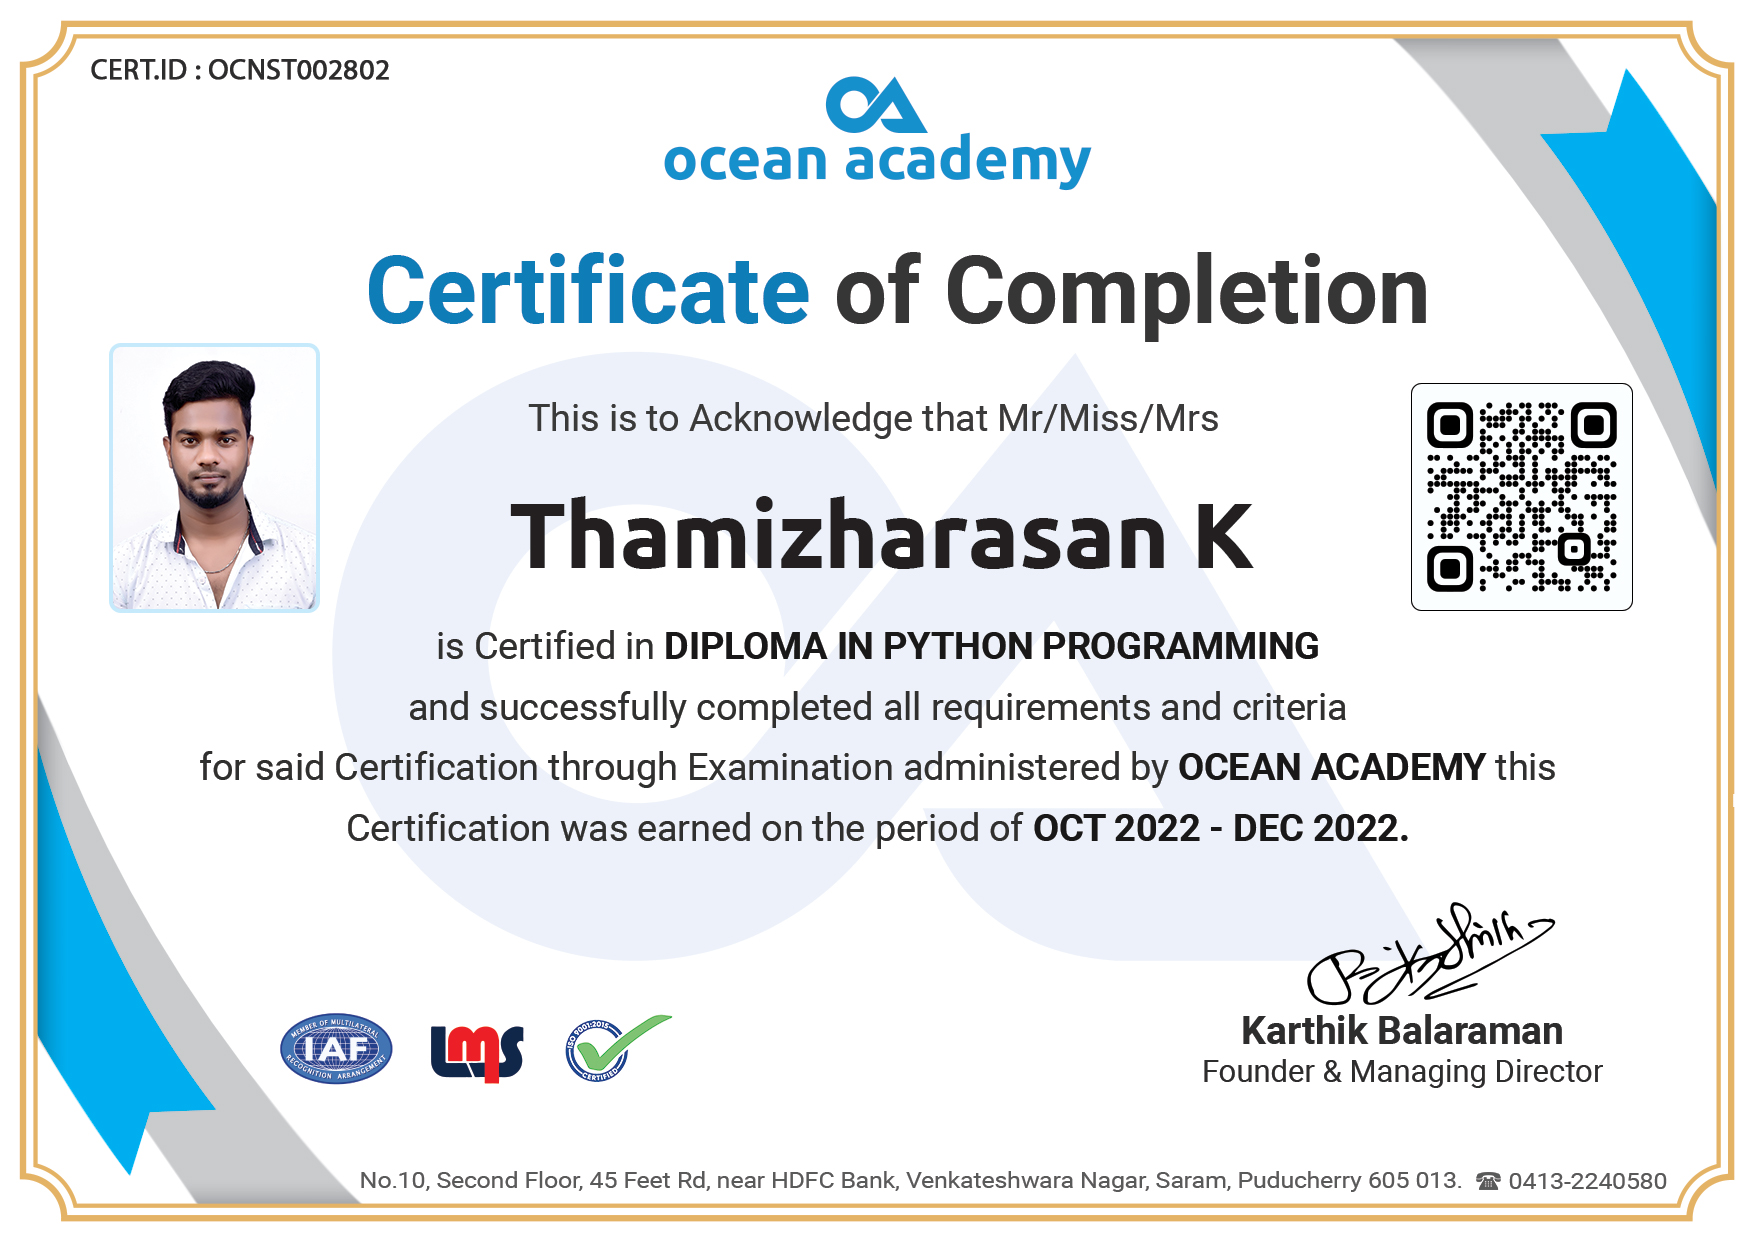 CERT.ID : OCNST002802
ocean academy
Certificate of Completion
This is to Acknowledge that Mr/Miss/Mrs
Thamizharasan K
is Certified in DIPLOMA IN PYTHON PROGRAMMING
and successfully completed all requirements and criteria
for said Certification through Examination administered by OCEAN ACADEMY this
Certification was earned on the period of OCT 2022 - DEC 2022.
MEMBER OF MULTILATERAL
IAF
RECOGNITION ARRANGEMENT
LMS
ISO 9001:2015
CERTIFIED
Karthik Balaraman
Founder & Managing Director
No.10, Second Floor, 45 Feet Rd, near HDFC Bank, Venkateshwara Nagar, Saram, Puducherry 605 013. ☎ 0413-2240580